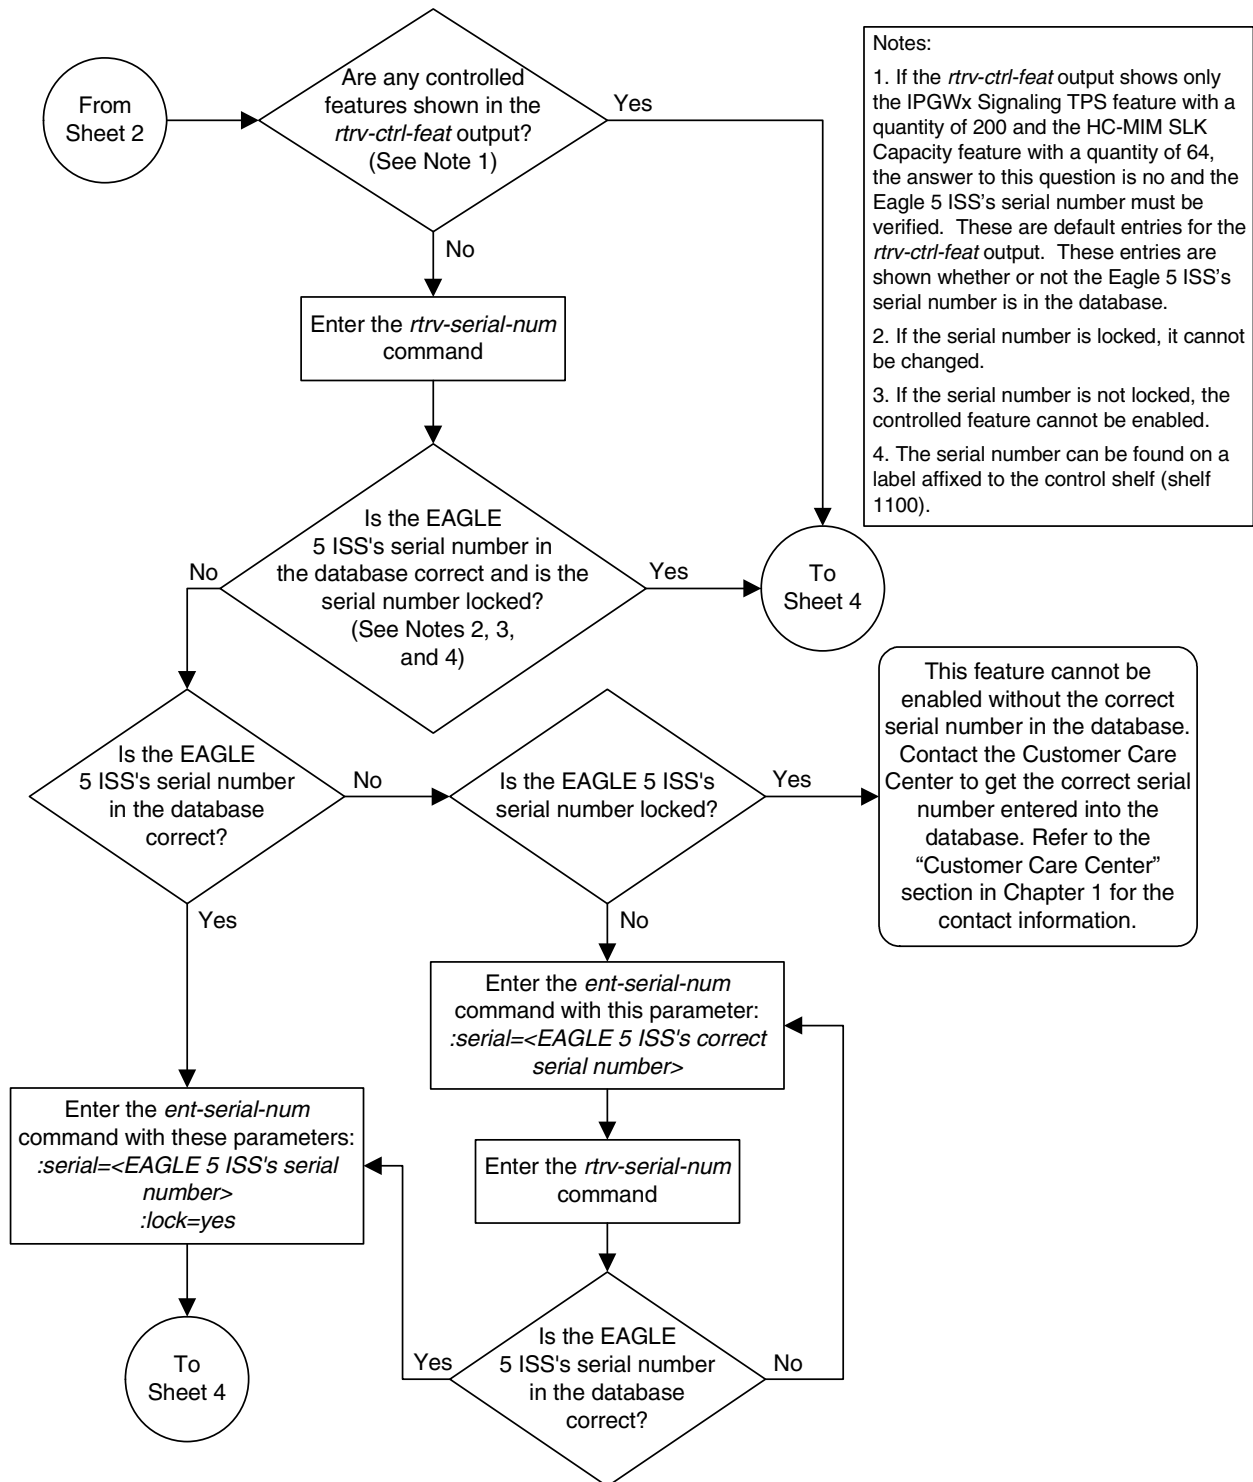 From
Sheet 2
Are any controlled
features shown in the
rtrv-ctrl-feat output?
(See Note 1)
Yes
No
Notes:
1. If the rtrv-ctrl-feat output shows only
the IPGWx Signaling TPS feature with a
quantity of 200 and the HC-MIM SLK
Capacity feature with a quantity of 64,
the answer to this question is no and the
Eagle 5 ISS's serial number must be
verified.  These are default entries for the
rtrv-ctrl-feat output.  These entries are
shown whether or not the Eagle 5 ISS's
serial number is in the database.
2. If the serial number is locked, it cannot
be changed.
3. If the serial number is not locked, the
controlled feature cannot be enabled.
4. The serial number can be found on a
label affixed to the control shelf (shelf
1100).
Enter the rtrv-serial-num
command
Is the EAGLE
5 ISS's serial number in
the database correct and is the
serial number locked?
(See Notes 2, 3,
and 4)
No
Yes
To
Sheet 4
Is the EAGLE
5 ISS's serial number
in the database
correct?
No
Yes
Is the EAGLE 5 ISS's
serial number locked?
Yes
No
This feature cannot be
enabled without the correct
serial number in the database.
Contact the Customer Care
Center to get the correct serial
number entered into the
database. Refer to the
“Customer Care Center”
section in Chapter 1 for the
contact information.
Enter the ent-serial-num
command with this parameter:
:serial=<EAGLE 5 ISS's correct
serial number>
Enter the ent-serial-num
command with these parameters:
:serial=<EAGLE 5 ISS's serial
number>
:lock=yes
Enter the rtrv-serial-num
command
To
Sheet 4
Is the EAGLE
5 ISS's serial number
in the database
correct?
Yes
No